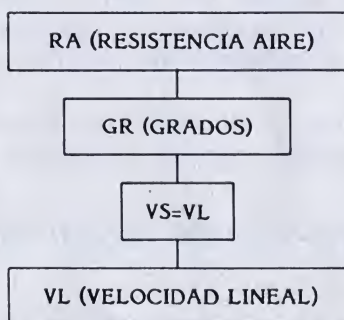 RA (RESISTENCIA AIRE)
GR (GRADOS)
VS=VL
VL (VELOCIDAD LINEAL)